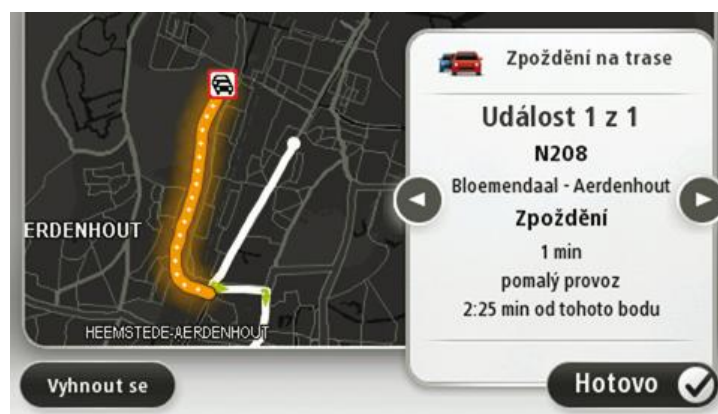 Zpoždění na trase
Událost 1 z 1
N208
Bloemendaal - Aerdenhout
Zpoždění
1 min
pomalý provoz
2:25 min od tohoto bodu
ERDENHOUT
HEEMSTEDE-AERDENHOUT
Vyhnout se
Hotovo